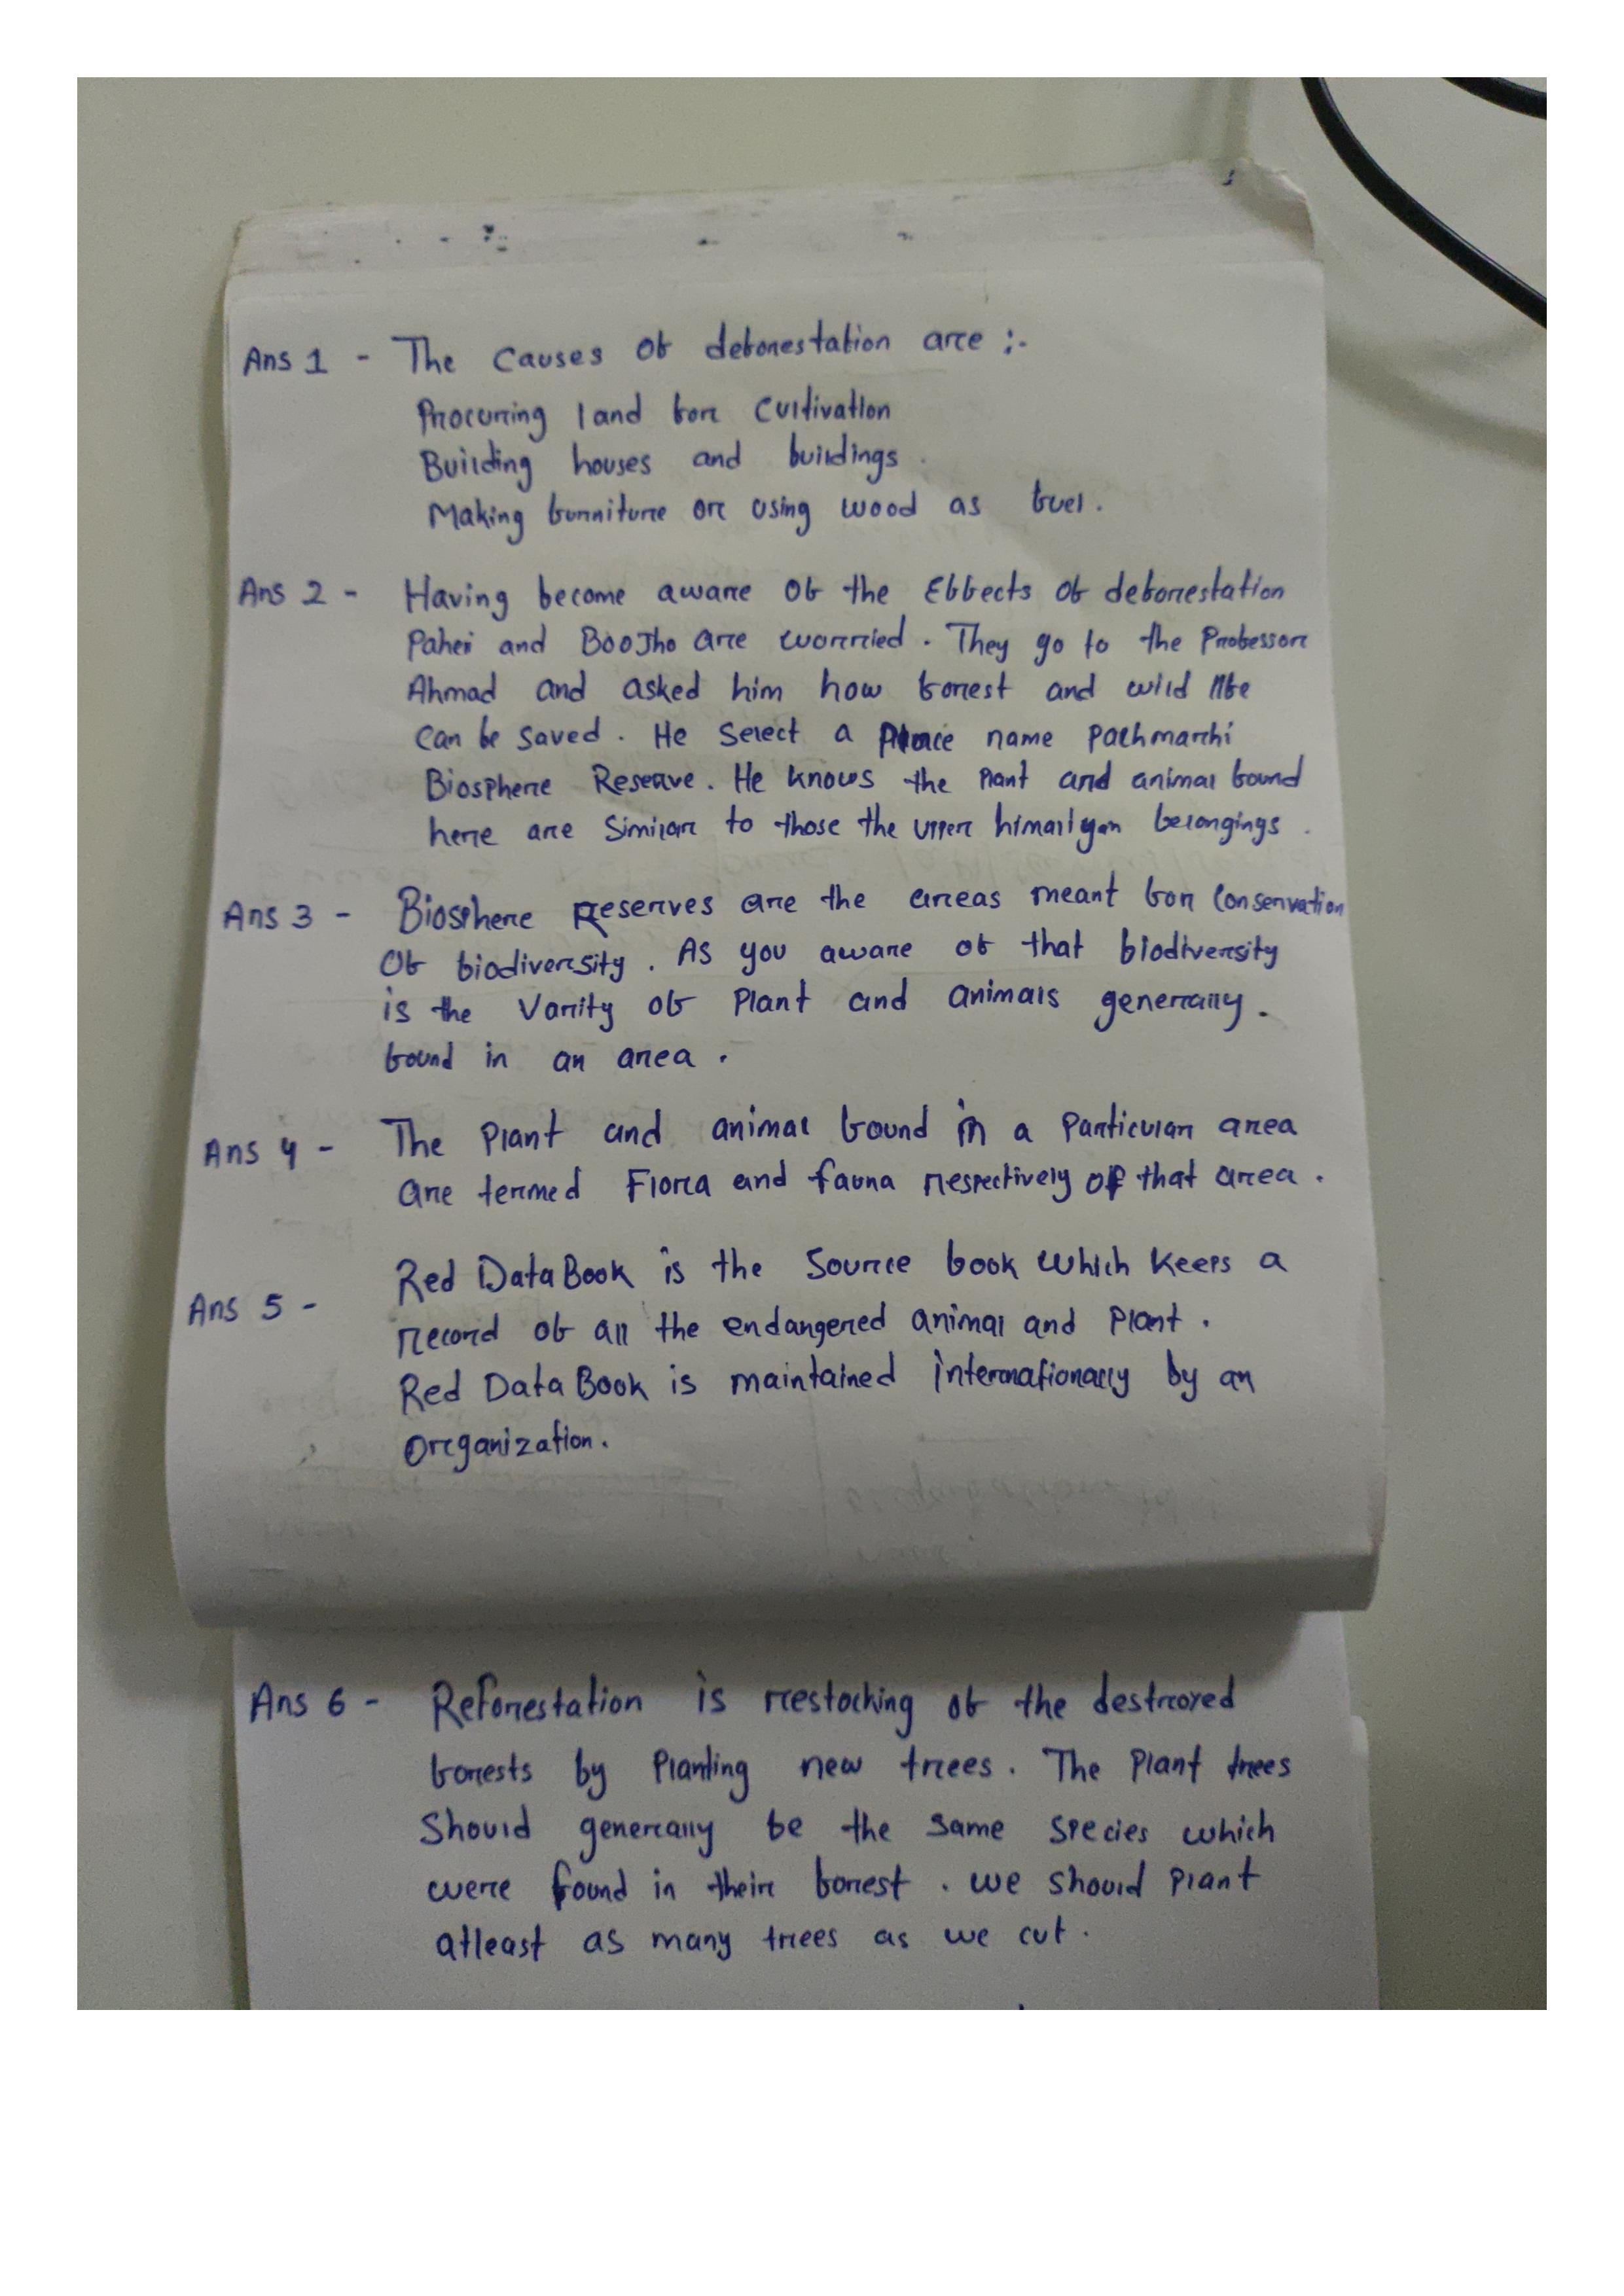 Ans 1 - The Causes of deforestation are :-
Procuring land for Cultivation
Building houses and buildings.
Making furniture or using wood as fuel.
Ans 2 - Having become aware of the Effects of deforestation
Paheli and BooJho are worried. They go to the Professor
Ahmad and asked him how forest and wild life
can be saved. He Select a Place name Pachmarhi
Biosphere Reserve. He knows the Plant and animal found
here are Similar to those the upper himaliyan belongings.
Ans 3 - Biosphere Reserves are the areas meant for Conservation
Of biodiversity. As you aware of that biodiversity
is the Varity of Plant and animals generally.
found in an area.
Ans 4 - The Plant and animal found in a Particular area
are termed Flora and fauna respectively of that area.
Ans 5 - Red Data Book is the Source book which keeps a
record of all the endangered animal and Plant.
Red Data Book is maintained internationally by an
organization.
Ans 6 - Reforestation is restocking of the destroyed
forests by Planting new trees. The Plant trees
Should generally be the same species which
were found in their forest. we should plant
atleast as many trees as we cut.